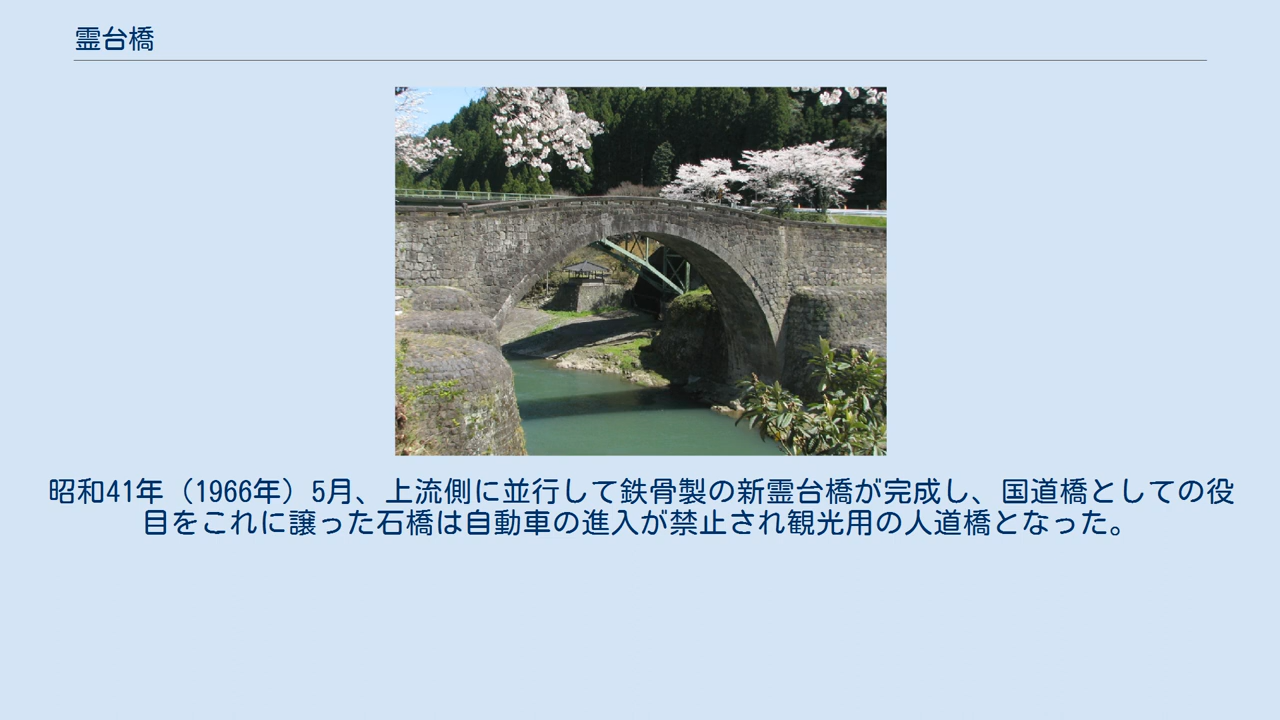 霊台橋
昭和41年（1966年）5月、上流側に並行して鉄骨製の新霊台橋が完成し、国道橋としての役
目をこれに譲った石橋は自動車の進入が禁止され観光用の人道橋となった。